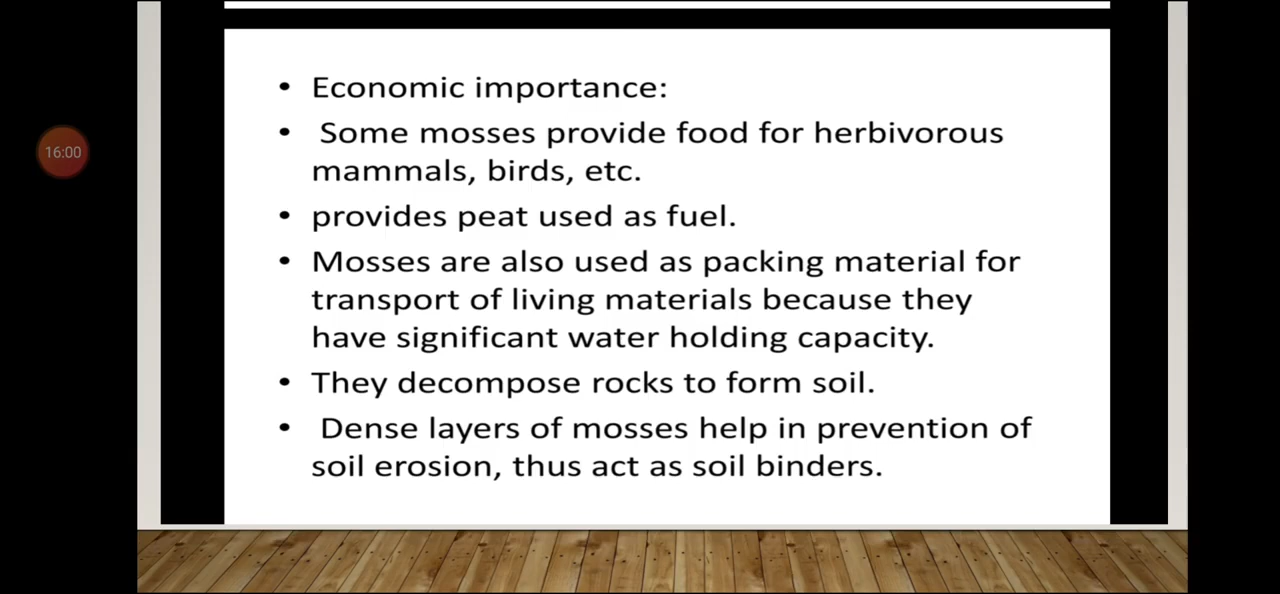 16:00
• Economic importance:
• Some mosses provide food for herbivorous
mammals, birds, etc.
• provides peat used as fuel.
• Mosses are also used as packing material for
transport of living materials because they
have significant water holding capacity.
• They decompose rocks to form soil.
• Dense layers of mosses help in prevention of
soil erosion, thus act as soil binders.